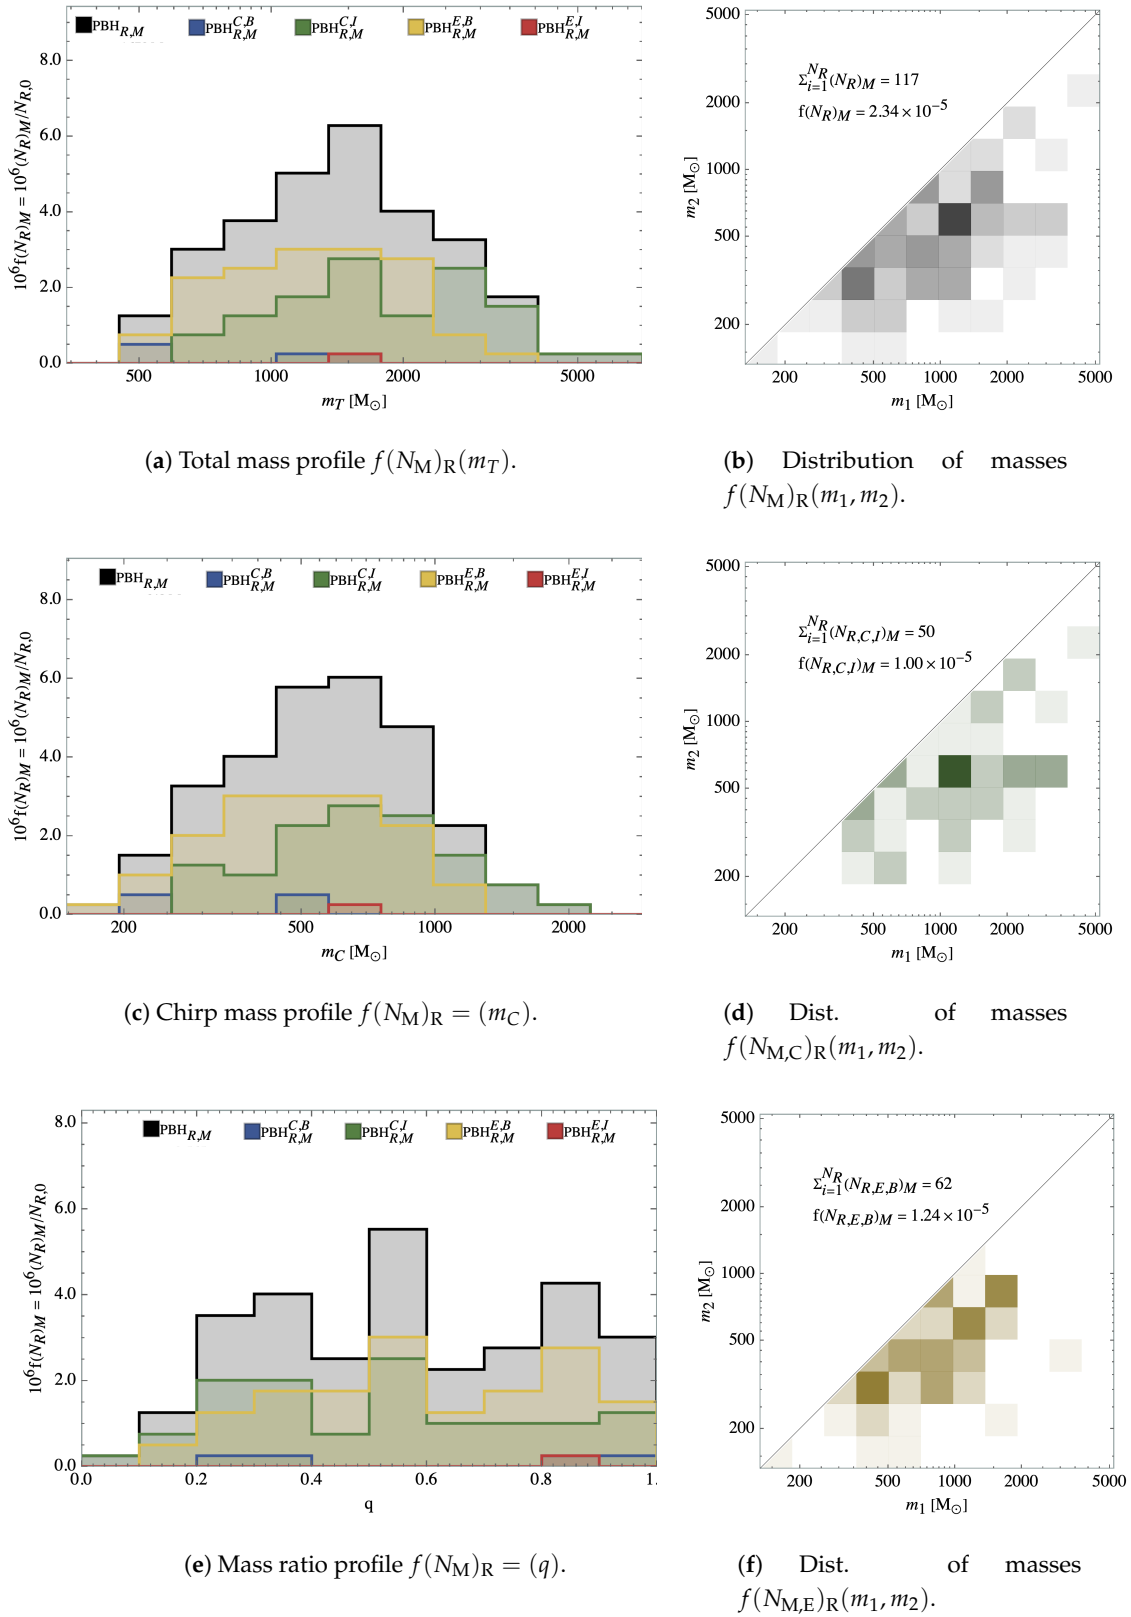 PBH_{R,M} PBH^{C,B}_{R,M} PBH^{C,I}_{R,M} PBH^{E,B}_{R,M} PBH^{E,I}_{R,M}
10^6 f(N_R)_M = 10^6 (N_R)_M/N_{R,0}
8.0
6.0
4.0
2.0
0.0
500 1000 2000 5000
m_T [M_⊙]
(a) Total mass profile f(N_M)_R(m_T).
Σ^{N_R}_{i=1}(N_R)_M = 117
f(N_R)_M = 2.34 × 10^{-5}
m_2 [M_⊙]
5000
2000
1000
500
200
200 500 1000 2000 5000
m_1 [M_⊙]
(b) Distribution of masses
f(N_M)_R(m_1, m_2).
PBH_{R,M} PBH^{C,B}_{R,M} PBH^{C,I}_{R,M} PBH^{E,B}_{R,M} PBH^{E,I}_{R,M}
10^6 f(N_R)_M = 10^6 (N_R)_M/N_{R,0}
8.0
6.0
4.0
2.0
0.0
200 500 1000 2000
m_C [M_⊙]
(c) Chirp mass profile f(N_M)_R = (m_C).
Σ^{N_R}_{i=1}(N_{R,C,I})_M = 50
f(N_{R,C,I})_M = 1.00 × 10^{-5}
m_2 [M_⊙]
5000
2000
1000
500
200
200 500 1000 2000 5000
m_1 [M_⊙]
(d) Dist. of masses
f(N_{M,C})_R(m_1, m_2).
PBH_{R,M} PBH^{C,B}_{R,M} PBH^{C,I}_{R,M} PBH^{E,B}_{R,M} PBH^{E,I}_{R,M}
10^6 f(N_R)_M = 10^6 (N_R)_M/N_{R,0}
8.0
6.0
4.0
2.0
0.0
0.0 0.2 0.4 0.6 0.8 1.
q
(e) Mass ratio profile f(N_M)_R = (q).
Σ^{N_R}_{i=1}(N_{R,E,B})_M = 62
f(N_{R,E,B})_M = 1.24 × 10^{-5}
m_2 [M_⊙]
5000
2000
1000
500
200
200 500 1000 2000 5000
m_1 [M_⊙]
(f) Dist. of masses
f(N_{M,E})_R(m_1, m_2).